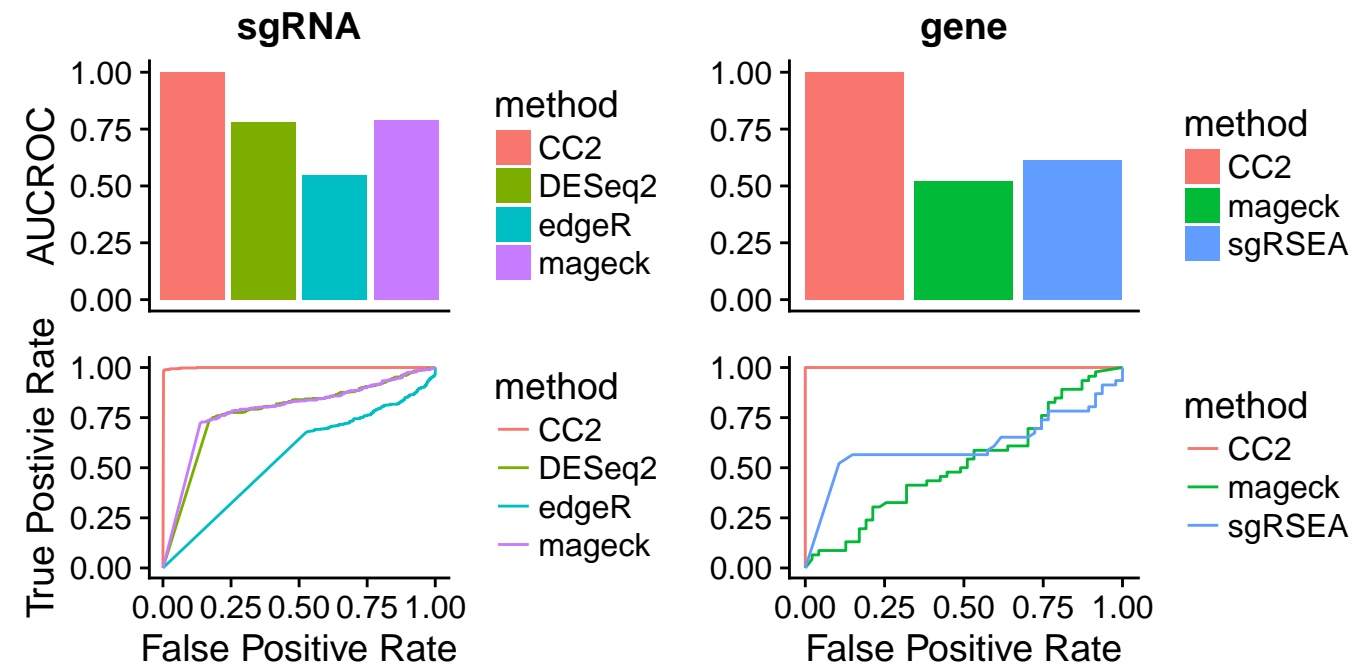 sgRNA
AUCROC
1.00
0.75
0.50
0.25
0.00
method
CC2
DESeq2
edgeR
mageck
gene
1.00
0.75
0.50
0.25
0.00
method
CC2
mageck
sgRSEA
True Postivie Rate
1.00
0.75
0.50
0.25
0.00
0.00 0.25 0.50 0.75 1.00
False Positive Rate
method
CC2
DESeq2
edgeR
mageck
1.00
0.75
0.50
0.25
0.00
0.00 0.25 0.50 0.75 1.00
False Positive Rate
method
CC2
mageck
sgRSEA